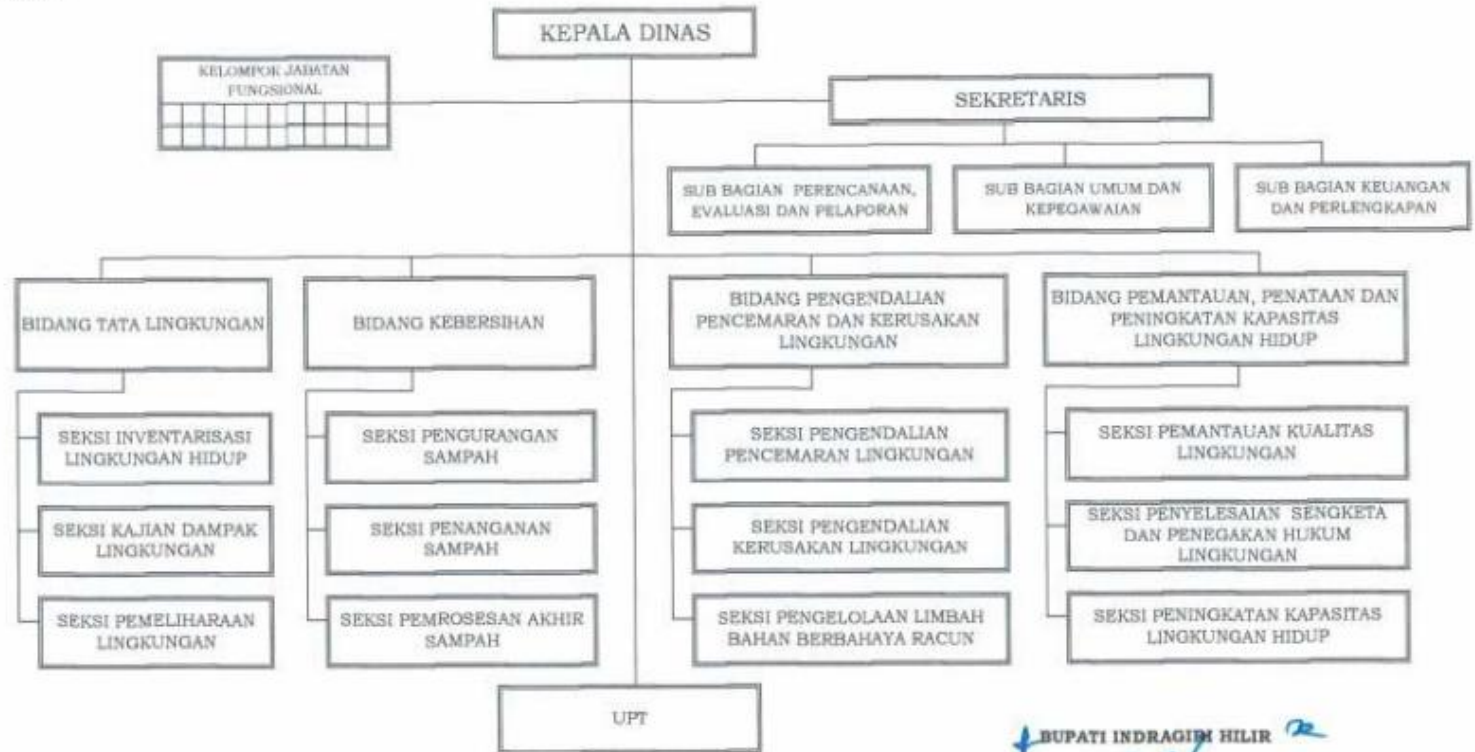 KEPALA DINAS
KELOMPOK JABATAN
FUNGSIONAL
SEKRETARIS
SUB BAGIAN PERENCANAAN,
EVALUASI DAN PELAPORAN
SUB BAGIAN UMUM DAN
KEPEGAWAIAN
SUB BAGIAN KEUANGAN
DAN PERLENGKAPAN
BIDANG TATA LINGKUNGAN
BIDANG KEBERSIHAN
BIDANG PENGENDALIAN
PENCEMARAN DAN KERUSAKAN
LINGKUNGAN
BIDANG PEMANTAUAN, PENATAAN DAN
PENINGKATAN KAPASITAS
LINGKUNGAN HIDUP
SEKSI INVENTARISASI
LINGKUNGAN HIDUP
SEKSI KAJIAN DAMPAK
LINGKUNGAN
SEKSI PEMELIHARAAN
LINGKUNGAN
SEKSI PENGURANGAN
SAMPAH
SEKSI PENANGANAN
SAMPAH
SEKSI PEMROSESAN AKHIR
SAMPAH
SEKSI PENGENDALIAN
PENCEMARAN LINGKUNGAN
SEKSI PENGENDALIAN
KERUSAKAN LINGKUNGAN
SEKSI PENGELOLAAN LIMBAH
BAHAN BERBAHAYA RACUN
SEKSI PEMANTAUAN KUALITAS
LINGKUNGAN
SEKSI PENYELESAIAN SENGKETA
DAN PENEGAKAN HUKUM
LINGKUNGAN
SEKSI PENINGKATAN KAPASITAS
LINGKUNGAN HIDUP
UPT
BUPATI INDRAGIRI HILIR